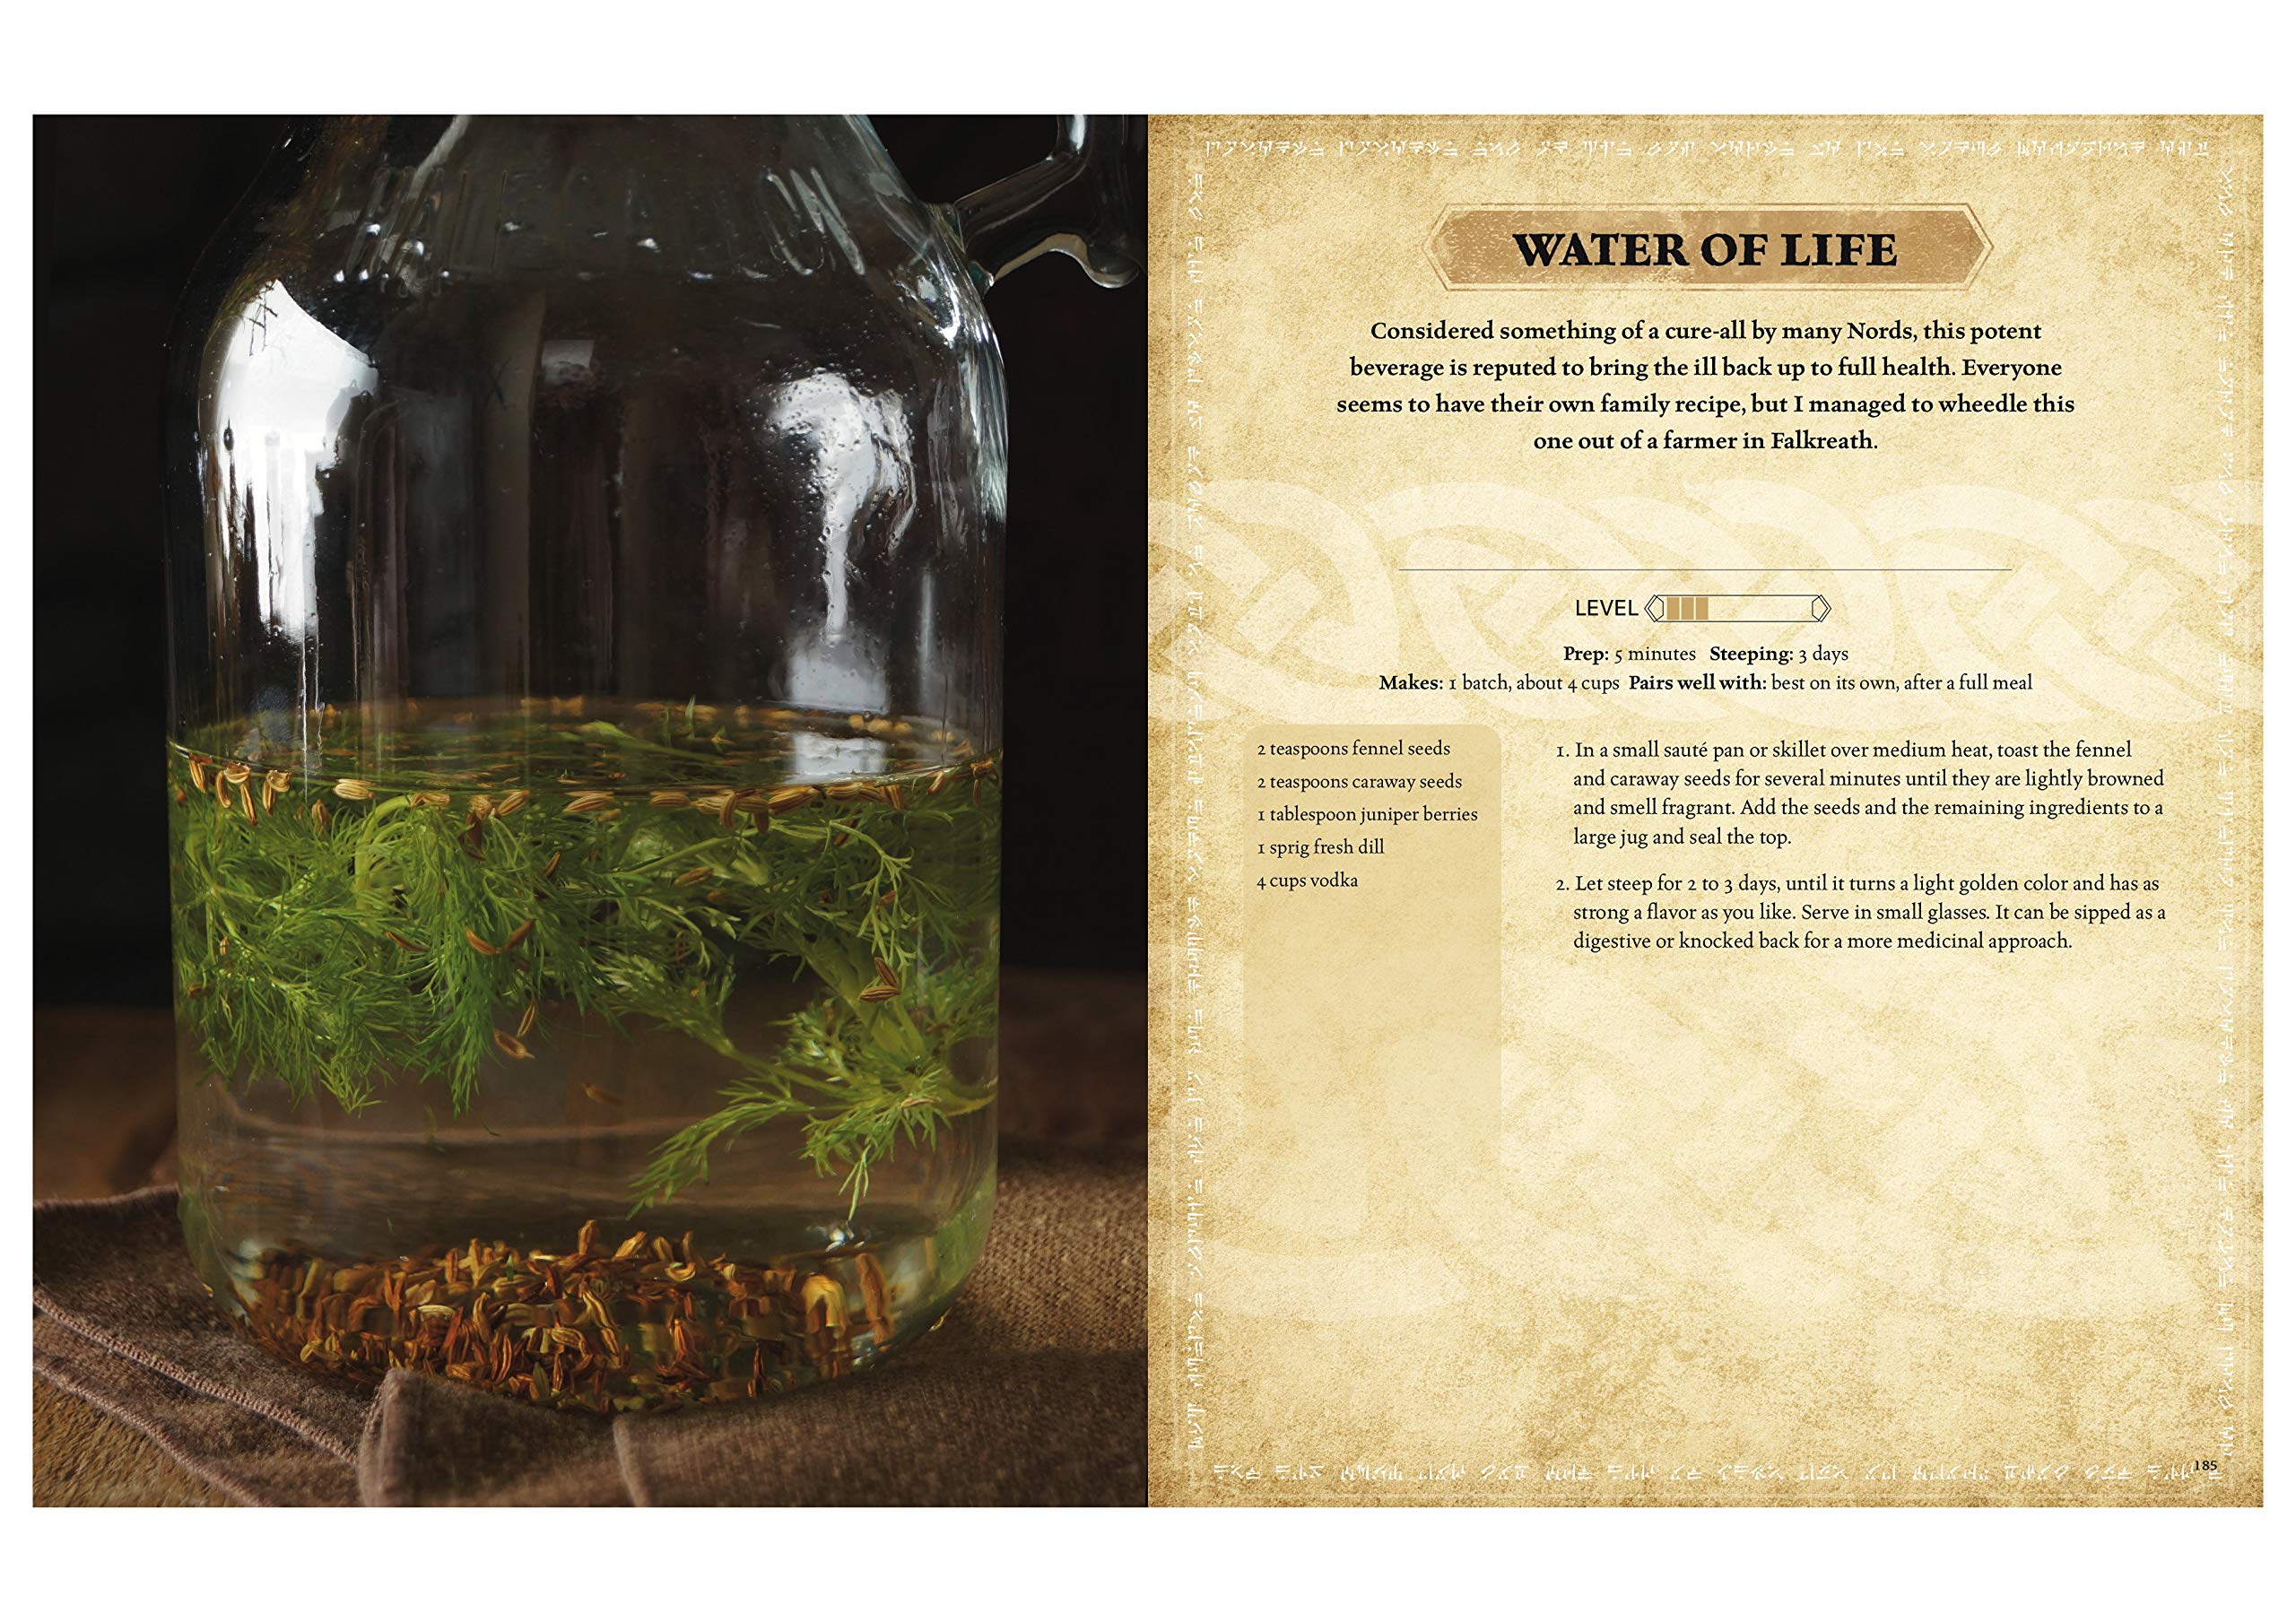 WATER OF LIFE
Considered something of a cure-all by many Nords, this potent
beverage is reputed to bring the ill back up to full health. Everyone
seems to have their own family recipe, but I managed to wheedle this
one out of a farmer in Falkreath.
LEVEL
Prep: 5 minutes Steeping: 3 days
Makes: 1 batch, about 4 cups Pairs well with: best on its own, after a full meal
2 teaspoons fennel seeds
2 teaspoons caraway seeds
1 tablespoon juniper berries
1 sprig fresh dill
4 cups vodka
1. In a small sauté pan or skillet over medium heat, toast the fennel
and caraway seeds for several minutes until they are lightly browned
and smell fragrant. Add the seeds and the remaining ingredients to a
large jug and seal the top.
2. Let steep for 2 to 3 days, until it turns a light golden color and has as
strong a flavor as you like. Serve in small glasses. It can be sipped as a
digestive or knocked back for a more medicinal approach.
185